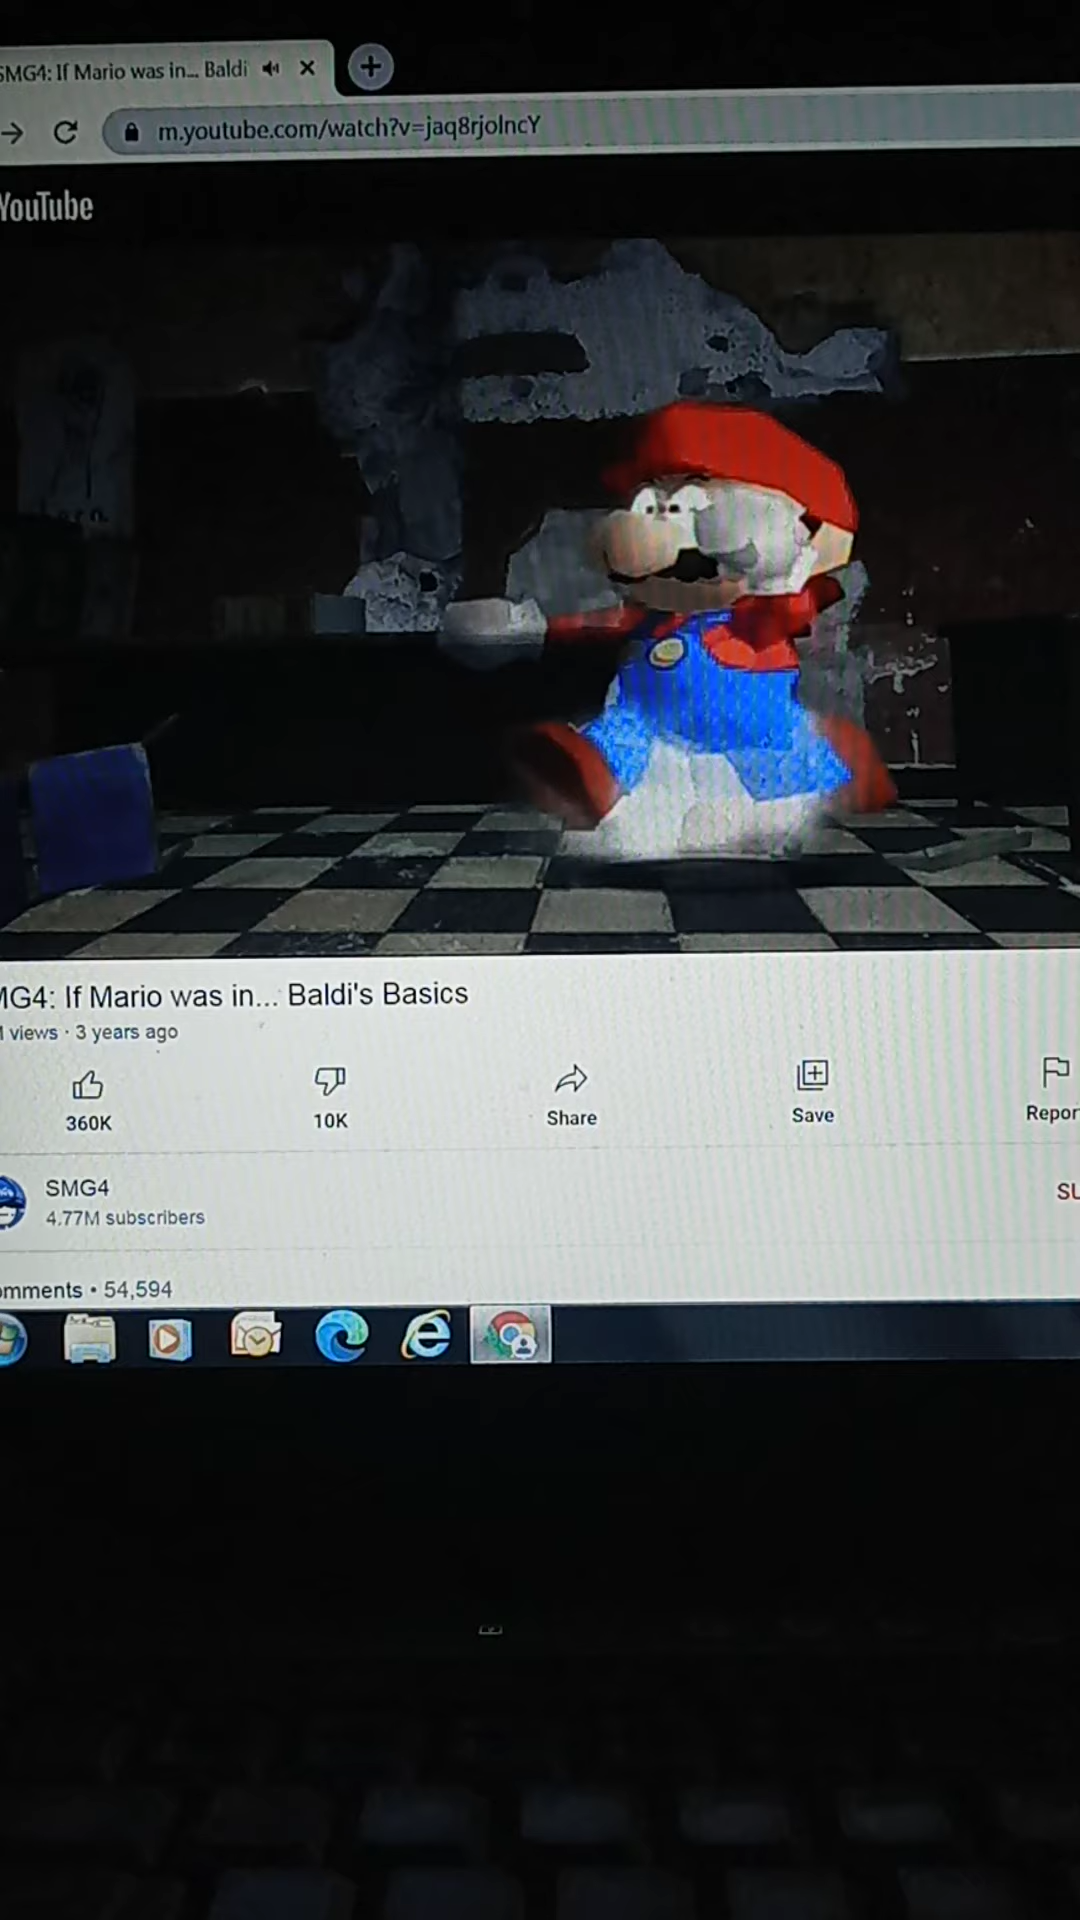 SMG4: If Mario was in... Baldi
m.youtube.com/watch?v=jaq8rjolncY
YouTube
MG4: If Mario was in... Baldi's Basics
views · 3 years ago
360K
10K
Share
Save
Repor
SMG4
4.77M subscribers
SU
omments • 54,594